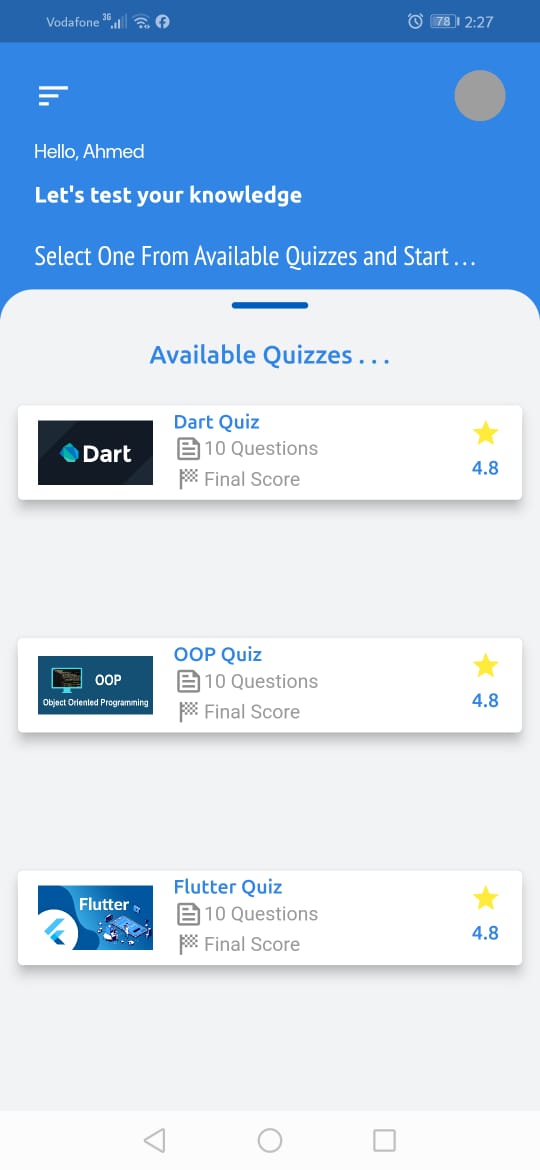 Vodafone 3G 78 2:27
Hello, Ahmed
Let's test your knowledge
Select One From Available Quizzes and Start . . .
Available Quizzes . . .
Dart
Dart Quiz
10 Questions
Final Score
4.8
OOP
Object Oriented Programming
OOP Quiz
10 Questions
Final Score
4.8
Flutter
Flutter Quiz
10 Questions
Final Score
4.8